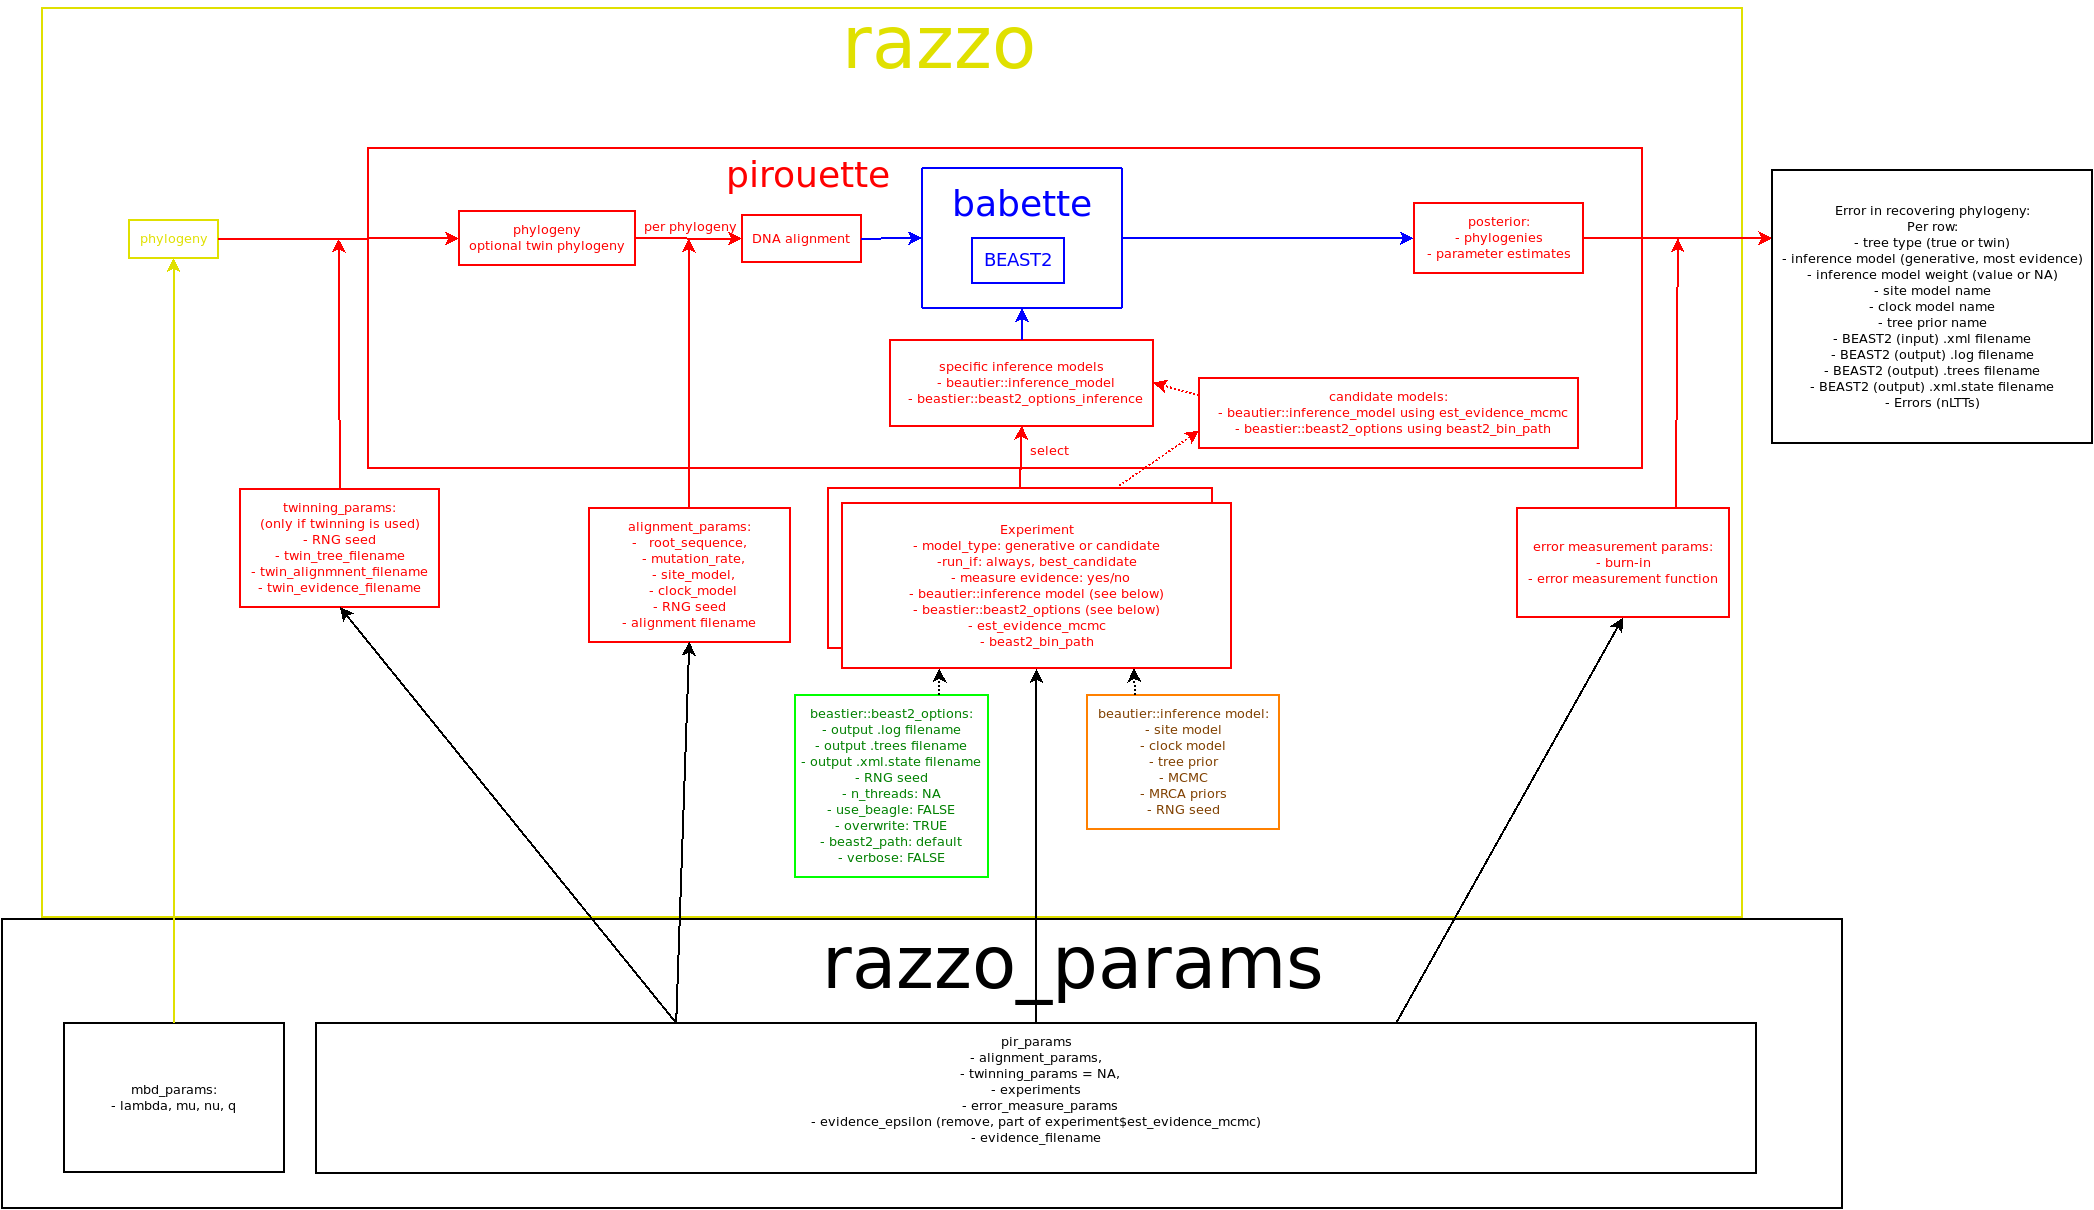 razzo
pirouette
babette
BEAST2
phylogeny
phylogeny
optional twin phylogeny
per phylogeny
DNA alignment
posterior:
- phylogenies
- parameter estimates
Error in recovering phylogeny:
Per row:
- tree type (true or twin)
- inference model (generative, most evidence)
- inference model weight (value or NA)
- site model name
- clock model name
- tree prior name
- BEAST2 (input) .xml filename
- BEAST2 (output) .log filename
- BEAST2 (output) .trees filename
- BEAST2 (output) .xml.state filename
- Errors (nLTTs)
specific inference models
- beautier::inference_model
- beastier::beast2_options_inference
candidate models:
- beautier::inference_model using est_evidence_mcmc
- beastier::beast2_options using beast2_bin_path
select
twinning_params:
(only if twinning is used)
- RNG seed
- twin_tree_filename
- twin_alignmnent_filename
- twin_evidence_filename
alignment_params:
- root_sequence,
- mutation_rate,
- site_model,
- clock_model
- RNG seed
- alignment filename
Experiment
- model_type: generative or candidate
-run_if: always, best_candidate
- measure evidence: yes/no
- beautier::inference model (see below)
- beastier::beast2_options (see below)
- est_evidence_mcmc
- beast2_bin_path
error measurement params:
- burn-in
- error measurement function
beastier::beast2_options:
- output .log filename
- output .trees filename
- output .xml.state filename
- RNG seed
- n_threads: NA
- use_beagle: FALSE
- overwrite: TRUE
- beast2_path: default
- verbose: FALSE
beautier::inference model:
- site model
- clock model
- tree prior
- MCMC
- MRCA priors
- RNG seed
razzo_params
mbd_params:
- lambda, mu, nu, q
pir_params
- alignment_params,
- twinning_params = NA,
- experiments
- error_measure_params
- evidence_epsilon (remove, part of experiment$est_evidence_mcmc)
- evidence_filename